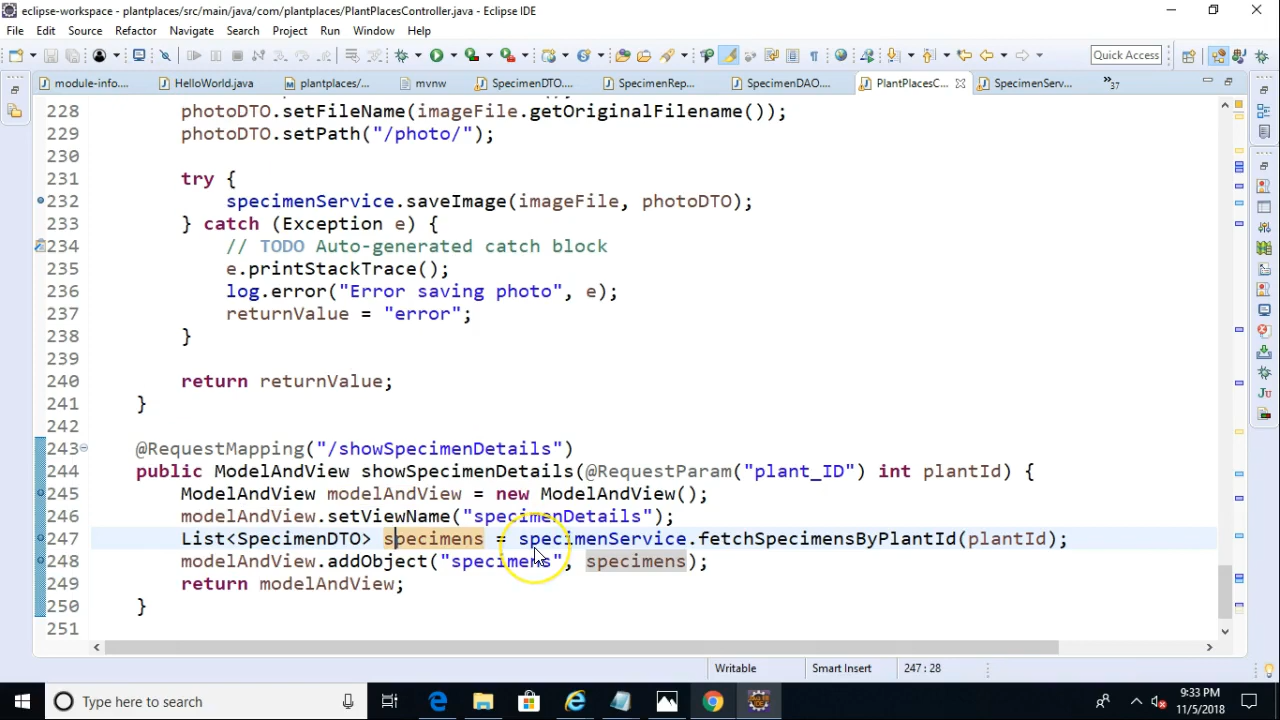 eclipse-workspace - plantplaces/src/main/java/com/plantplaces/PlantPlacesController.java - Eclipse IDE
File Edit Source Refactor Navigate Search Project Run Window Help
Quick Access
module-info... HelloWorld.java plantplaces/... mvnw SpecimenDTO.... SpecimenRep... SpecimenDAO.... PlantPlacesC... SpecimenServ... »37
228
229 photoDTO.setFileName(imageFile.getOriginalFilename());
photoDTO.setPath("/photo/");
230
231 try {
232 specimenService.saveImage(imageFile, photoDTO);
233 } catch (Exception e) {
234 // TODO Auto-generated catch block
235 e.printStackTrace();
236 log.error("Error saving photo", e);
237 returnValue = "error";
238 }
239
240 return returnValue;
241 }
242
243 @RequestMapping("/showSpecimenDetails")
244 public ModelAndView showSpecimenDetails(@RequestParam("plant_ID") int plantId) {
245 ModelAndView modelAndView = new ModelAndView();
246 modelAndView.setViewName("specimenDetails");
247 List<SpecimenDTO> specimens = specimenService.fetchSpecimensByPlantId(plantId);
248 modelAndView.addObject("specimens", specimens);
249 return modelAndView;
250 }
251
Writable Smart Insert 247 : 28
Type here to search
9:33 PM
11/5/2018